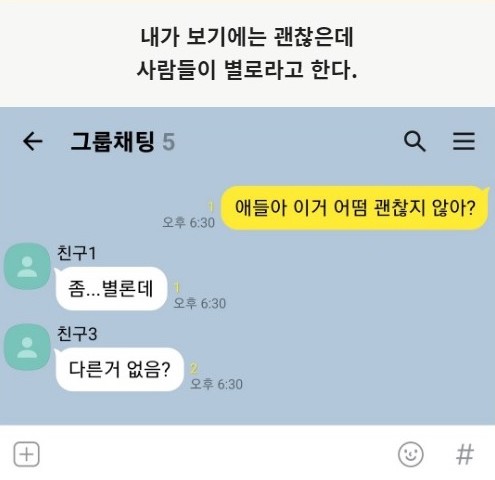 내가 보기에는 괜찮은데
사람들이 별로라고 한다.
그룹채팅 5
애들아 이거 어떰 괜찮지 않아?
1
오후 6:30
친구1
좀...별론데
1
오후 6:30
친구3
다른거 없음?
2
오후 6:30
#